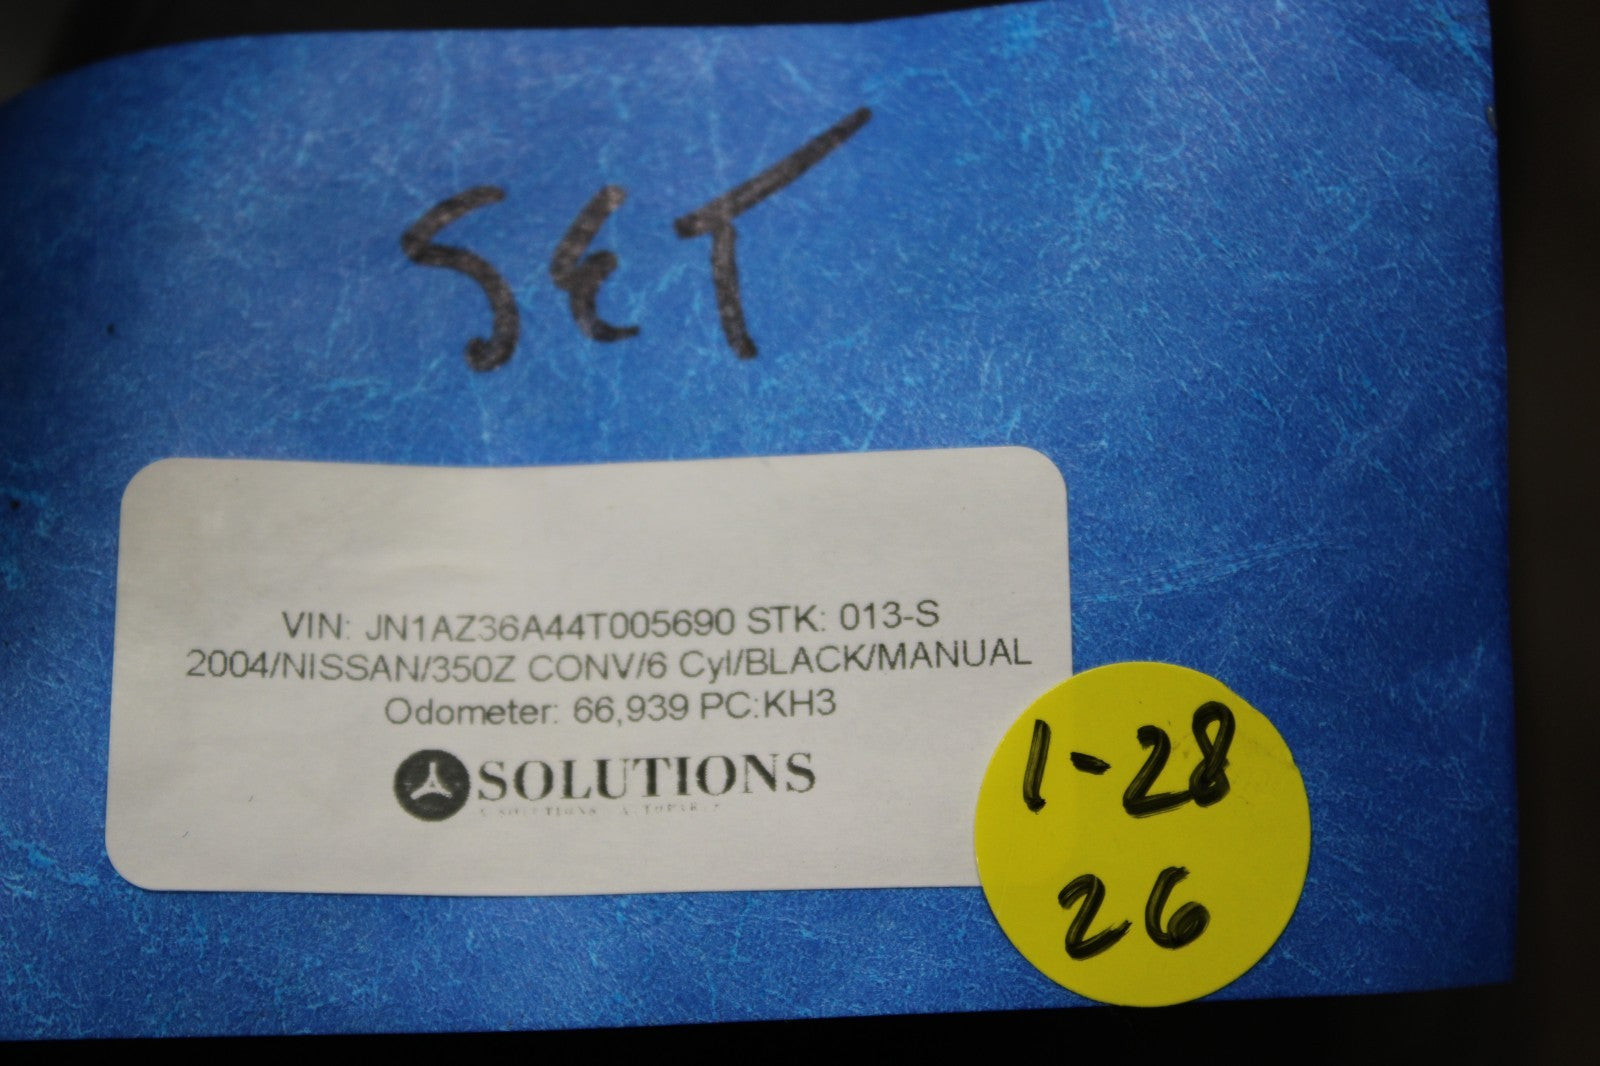 SET
VIN: JN1AZ36A44T005690 STK: 013-S
2004/NISSAN/350Z CONV/6 Cyl/BLACK/MANUAL
Odometer: 66,939 PC:KH3
SOLUTIONS
1-28
26